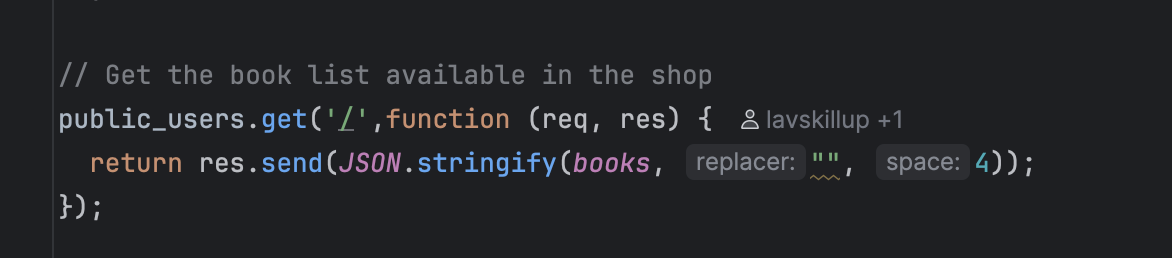 // Get the book list available in the shop
public_users.get('/',function (req, res) { lavskillup +1
  return res.send(JSON.stringify(books, replacer: "", space: 4));
});